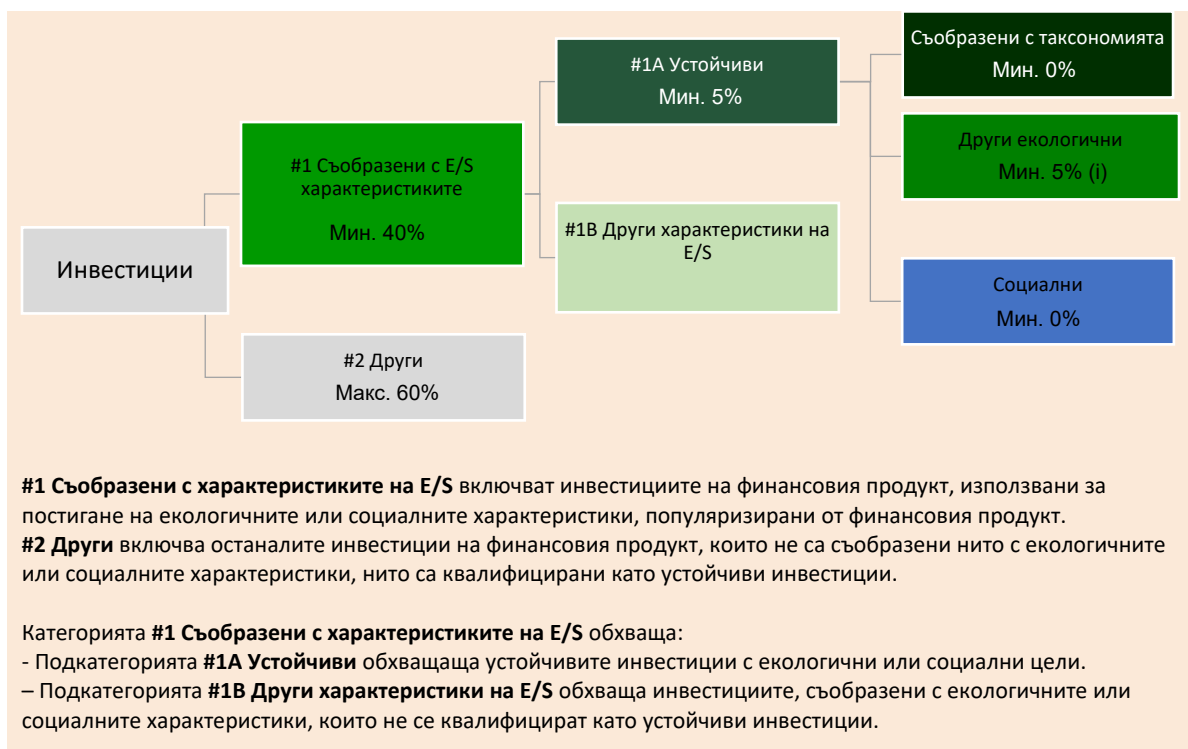 Инвестиции
#1 Съобразени с E/S
характеристиките
Мин. 40%
#2 Други
Макс. 60%
#1A Устойчиви
Мин. 5%
#1B Други характеристики на
E/S
Съобразени с таксономията
Мин. 0%
Други екологични
Мин. 5% (i)
Социални
Мин. 0%
#1 Съобразени с характеристиките на E/S включват инвестициите на финансовия продукт, използвани за
постигане на екологичните или социалните характеристики, популяризирани от финансовия продукт.
#2 Други включва останалите инвестиции на финансовия продукт, които не са съобразени нито с екологичните
или социалните характеристики, нито са квалифицирани като устойчиви инвестиции.
Категорията #1 Съобразени с характеристиките на E/S обхваща:
- Подкатегорията #1A Устойчиви обхващаща устойчивите инвестиции с екологични или социални цели.
– Подкатегорията #1B Други характеристики на E/S обхваща инвестициите, съобразени с екологичните или
социалните характеристики, които не се квалифицират като устойчиви инвестиции.